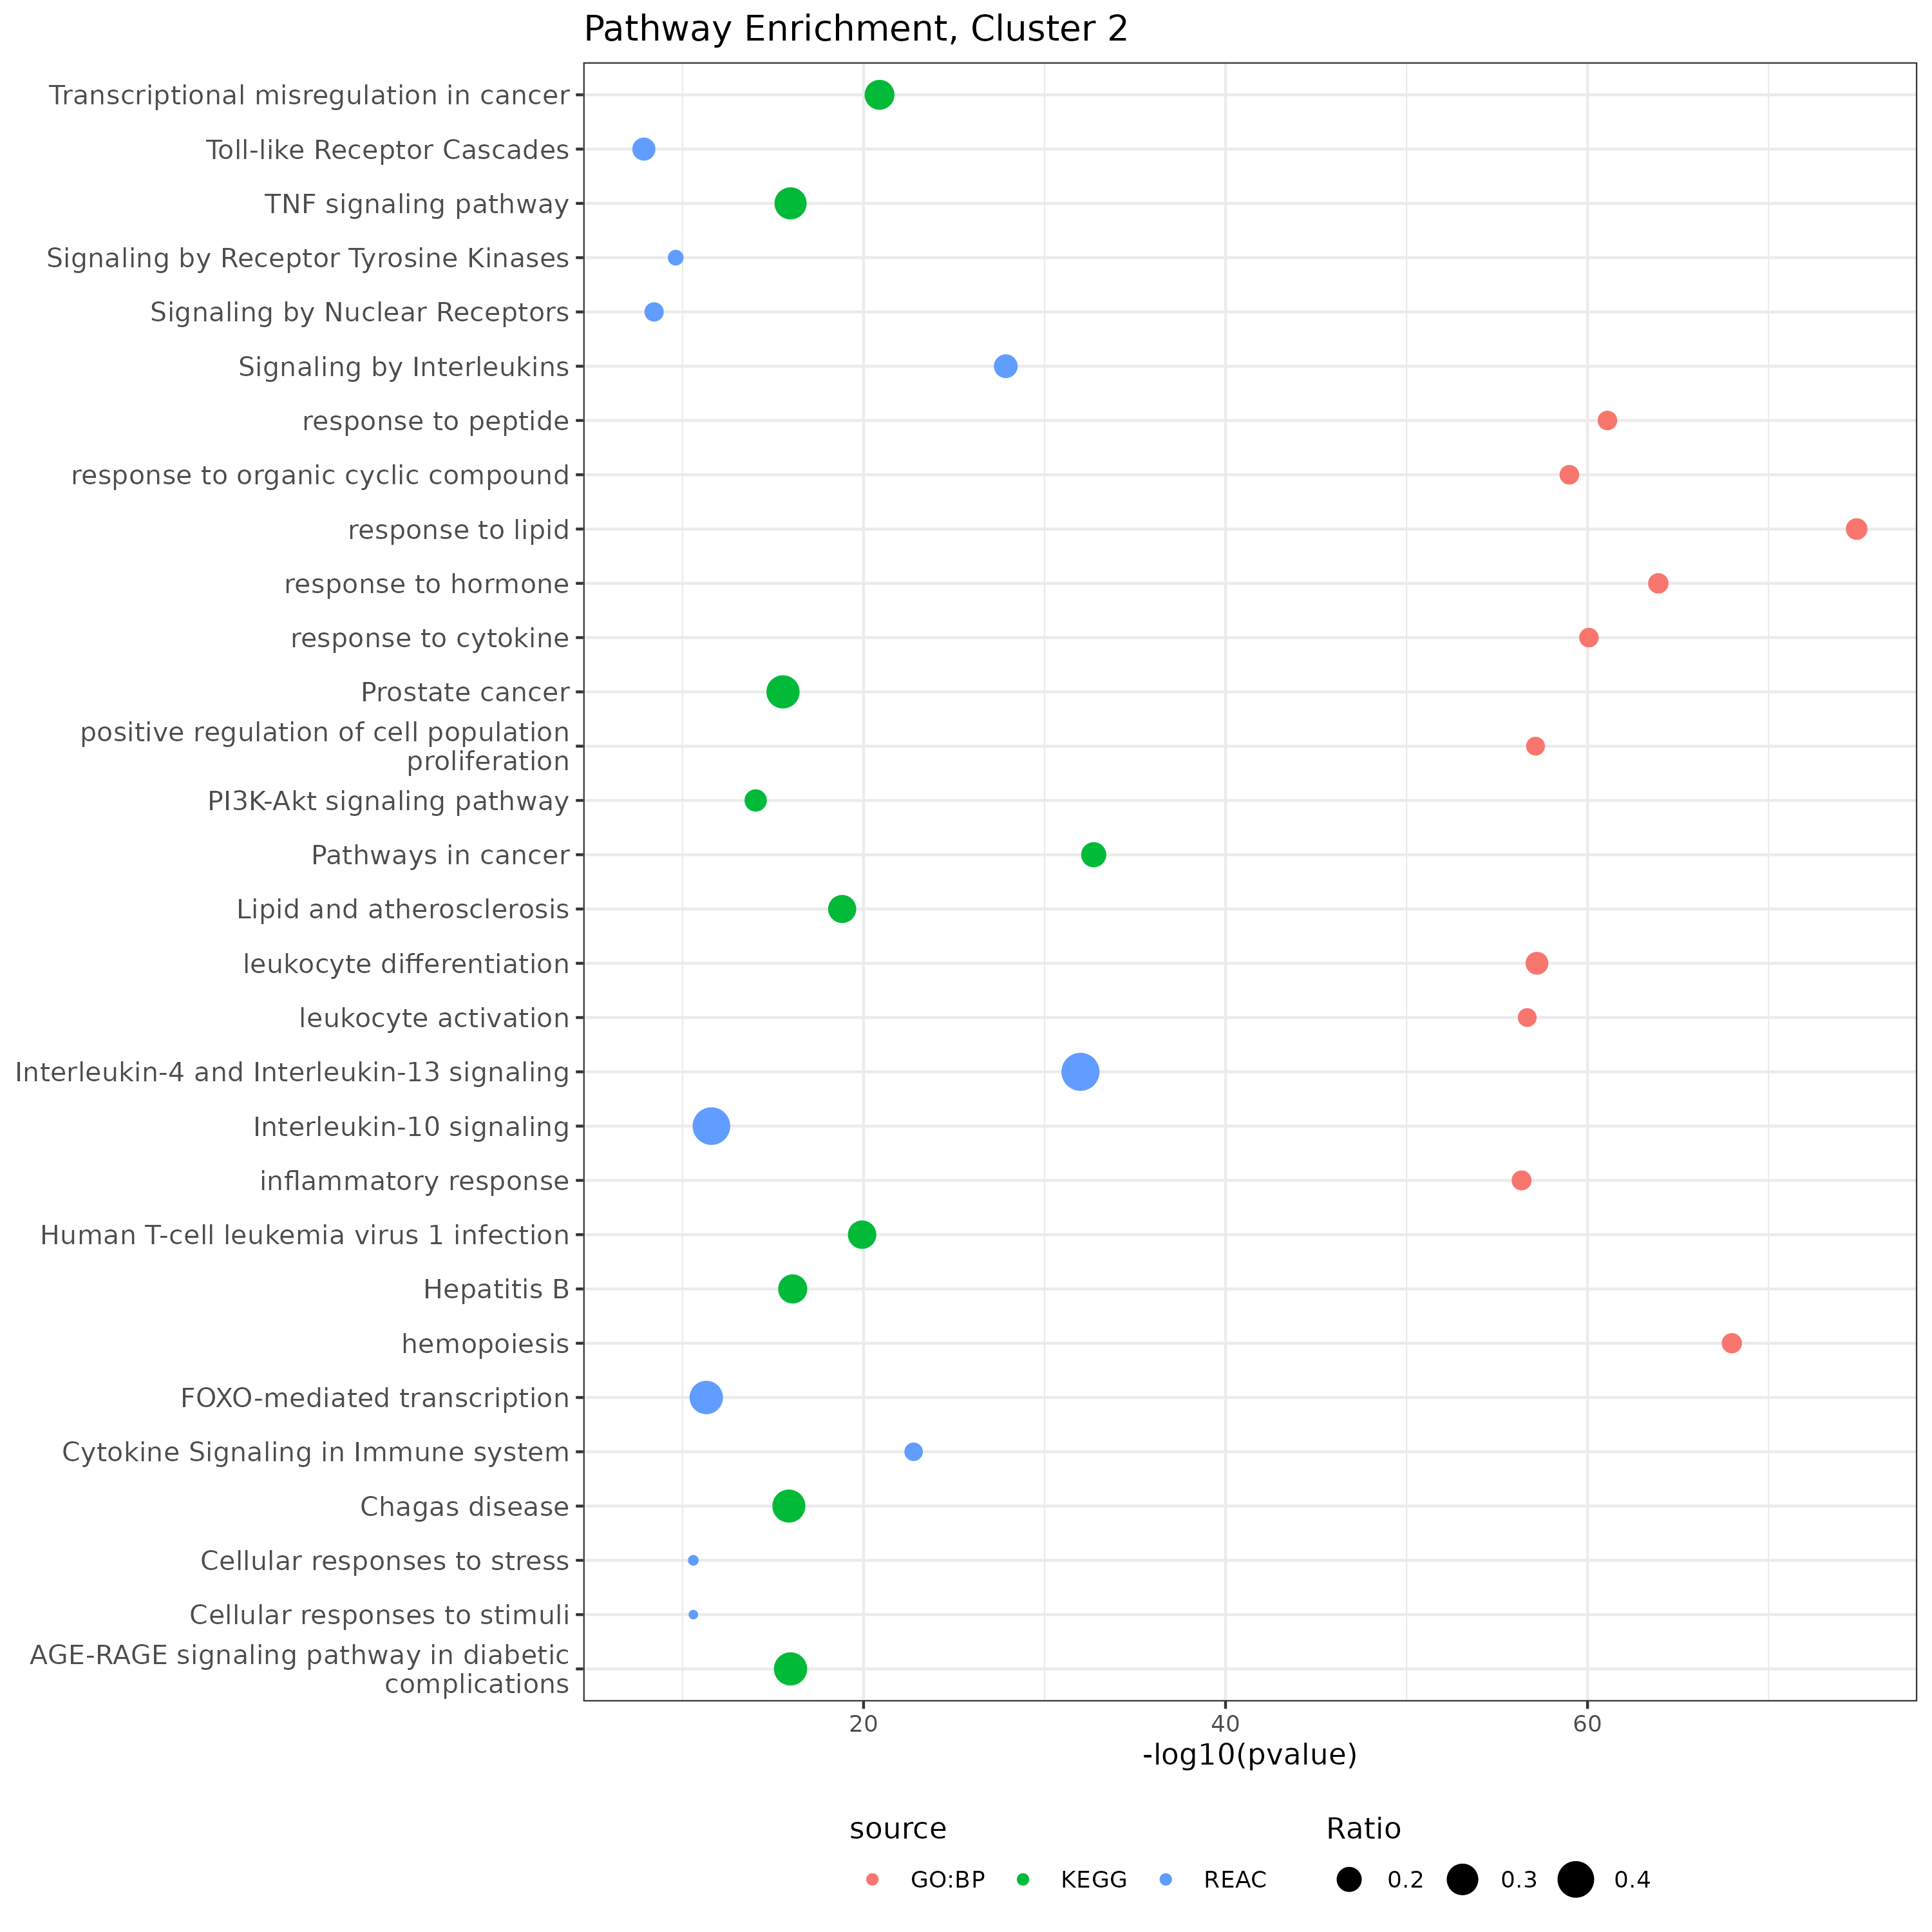 Pathway Enrichment, Cluster 2
Transcriptional misregulation in cancer
Toll-like Receptor Cascades
TNF signaling pathway
Signaling by Receptor Tyrosine Kinases
Signaling by Nuclear Receptors
Signaling by Interleukins
response to peptide
response to organic cyclic compound
response to lipid
response to hormone
response to cytokine
Prostate cancer
positive regulation of cell population
proliferation
PI3K-Akt signaling pathway
Pathways in cancer
Lipid and atherosclerosis
leukocyte differentiation
leukocyte activation
Interleukin-4 and Interleukin-13 signaling
Interleukin-10 signaling
inflammatory response
Human T-cell leukemia virus 1 infection
Hepatitis B
hemopoiesis
FOXO-mediated transcription
Cytokine Signaling in Immune system
Chagas disease
Cellular responses to stress
Cellular responses to stimuli
AGE-RAGE signaling pathway in diabetic
complications
20 40 60
-log10(pvalue)
source Ratio
GO:BP KEGG REAC 0.2 0.3 0.4